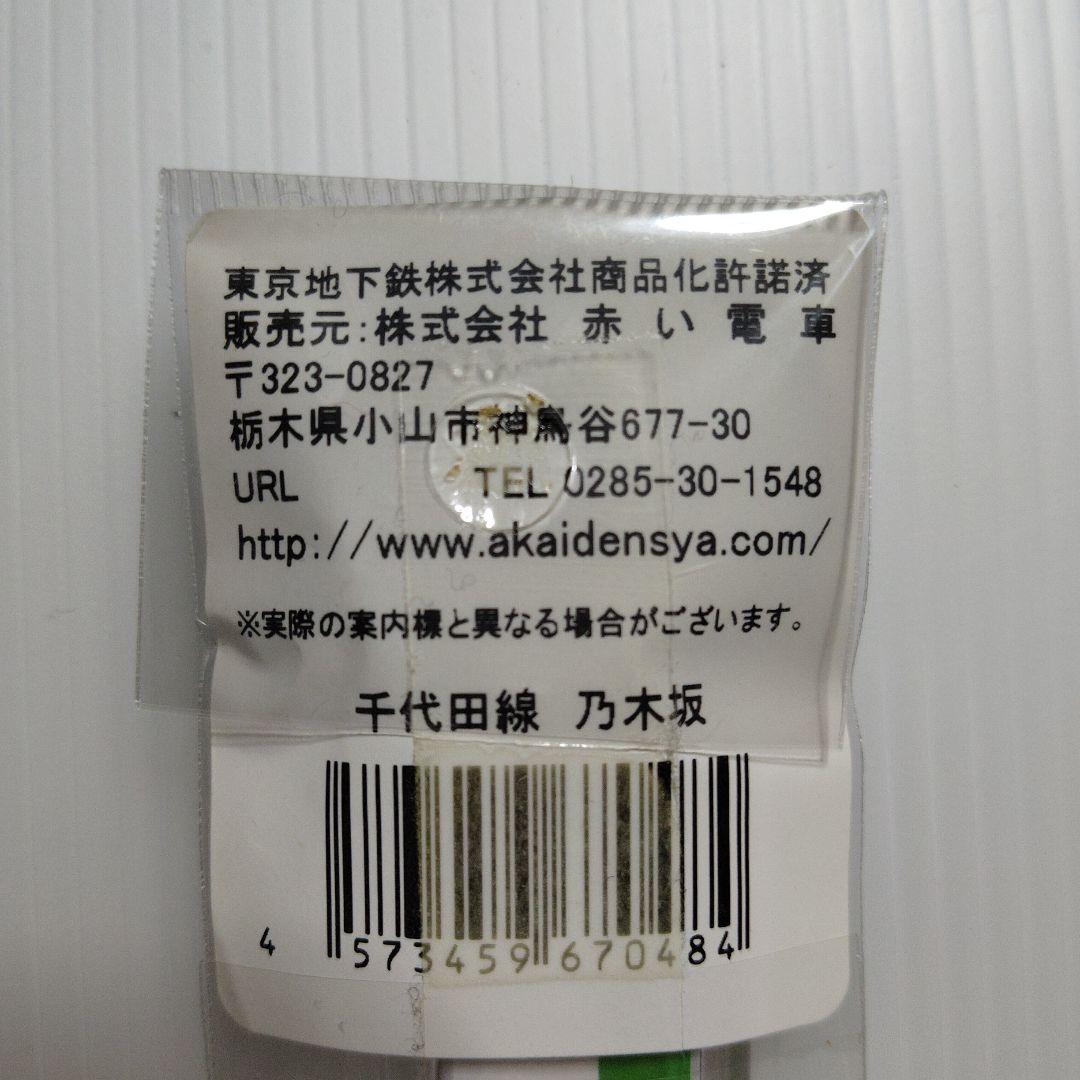 東京地下鉄株式会社商品化許諾済
販売元:株式会社 赤い電車
〒323-0827
栃木県小山市神鳥谷677-30
URL TEL 0285-30-1548
http://www.akaidensya.com/
※実際の案内標と異なる場合がございます。
千代田線 乃木坂
4 573459 670484